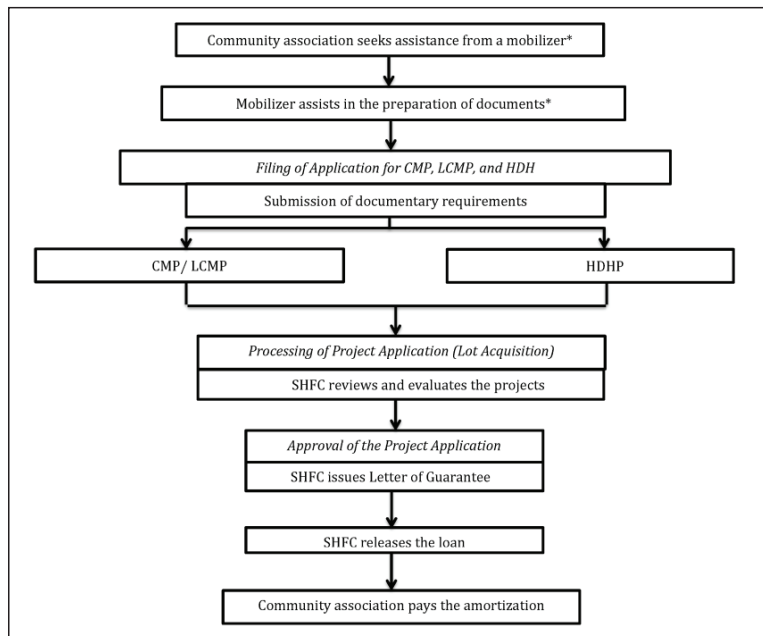 Community association seeks assistance from a mobilizer*
Mobilizer assists in the preparation of documents*
Filing of Application for CMP, LCMP, and HDH
Submission of documentary requirements
CMP/ LCMP
HDHP
Processing of Project Application (Lot Acquisition)
SHFC reviews and evaluates the projects
Approval of the Project Application
SHFC issues Letter of Guarantee
SHFC releases the loan
Community association pays the amortization